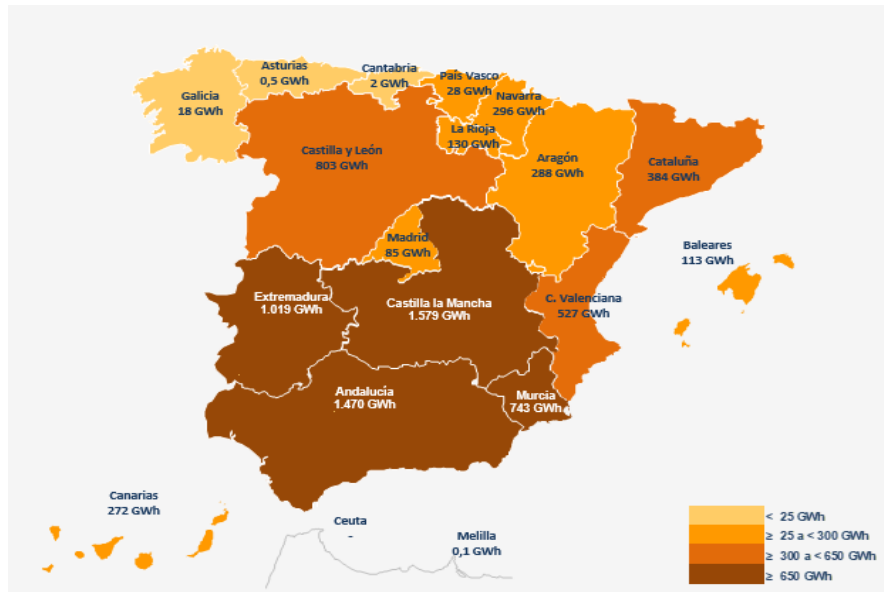 Asturias
0,5 GWh
Cantabria
2 GWh
País Vasco
28 GWh
Galicia
18 GWh
Navarra
296 GWh
La Rioja
130 GWh
Castilla y León
803 GWh
Aragón
288 GWh
Cataluña
384 GWh
Madrid
85 GWh
Baleares
113 GWh
Extremadura
1.019 GWh
Castilla la Mancha
1.579 GWh
C. Valenciana
527 GWh
Andalucía
1.470 GWh
Murcia
743 GWh
Canarias
272 GWh
Ceuta
-
Melilla
0,1 GWh
< 25 GWh
≥ 25 a < 300 GWh
≥ 300 a < 650 GWh
≥ 650 GWh